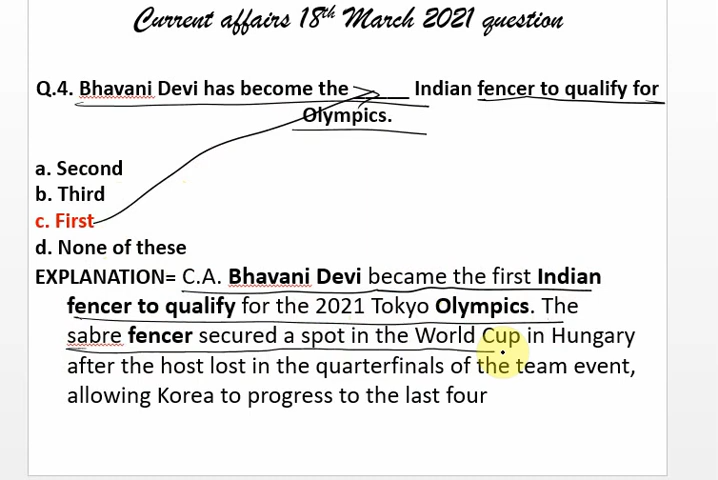 Current affairs 18th March 2021 question
Q.4. Bhavani Devi has become the ____ Indian fencer to qualify for
Olympics.
a. Second
b. Third
c. First
d. None of these
EXPLANATION= C.A. Bhavani Devi became the first Indian
fencer to qualify for the 2021 Tokyo Olympics. The
sabre fencer secured a spot in the World Cup in Hungary
after the host lost in the quarterfinals of the team event,
allowing Korea to progress to the last four